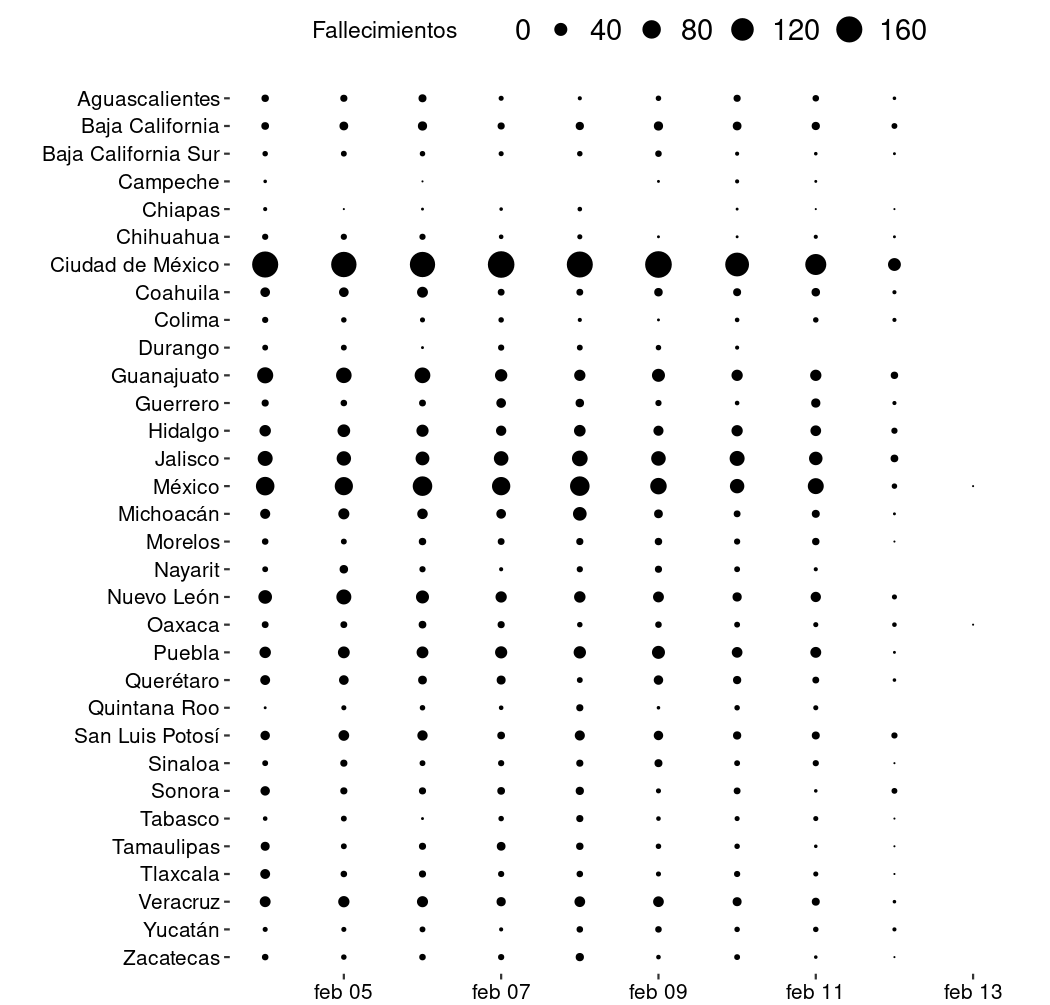 Fallecimientos 0 40 80 120 160
Aguascalientes
Baja California
Baja California Sur
Campeche
Chiapas
Chihuahua
Ciudad de México
Coahuila
Colima
Durango
Guanajuato
Guerrero
Hidalgo
Jalisco
México
Michoacán
Morelos
Nayarit
Nuevo León
Oaxaca
Puebla
Querétaro
Quintana Roo
San Luis Potosí
Sinaloa
Sonora
Tabasco
Tamaulipas
Tlaxcala
Veracruz
Yucatán
Zacatecas
feb 05 feb 07 feb 09 feb 11 feb 13